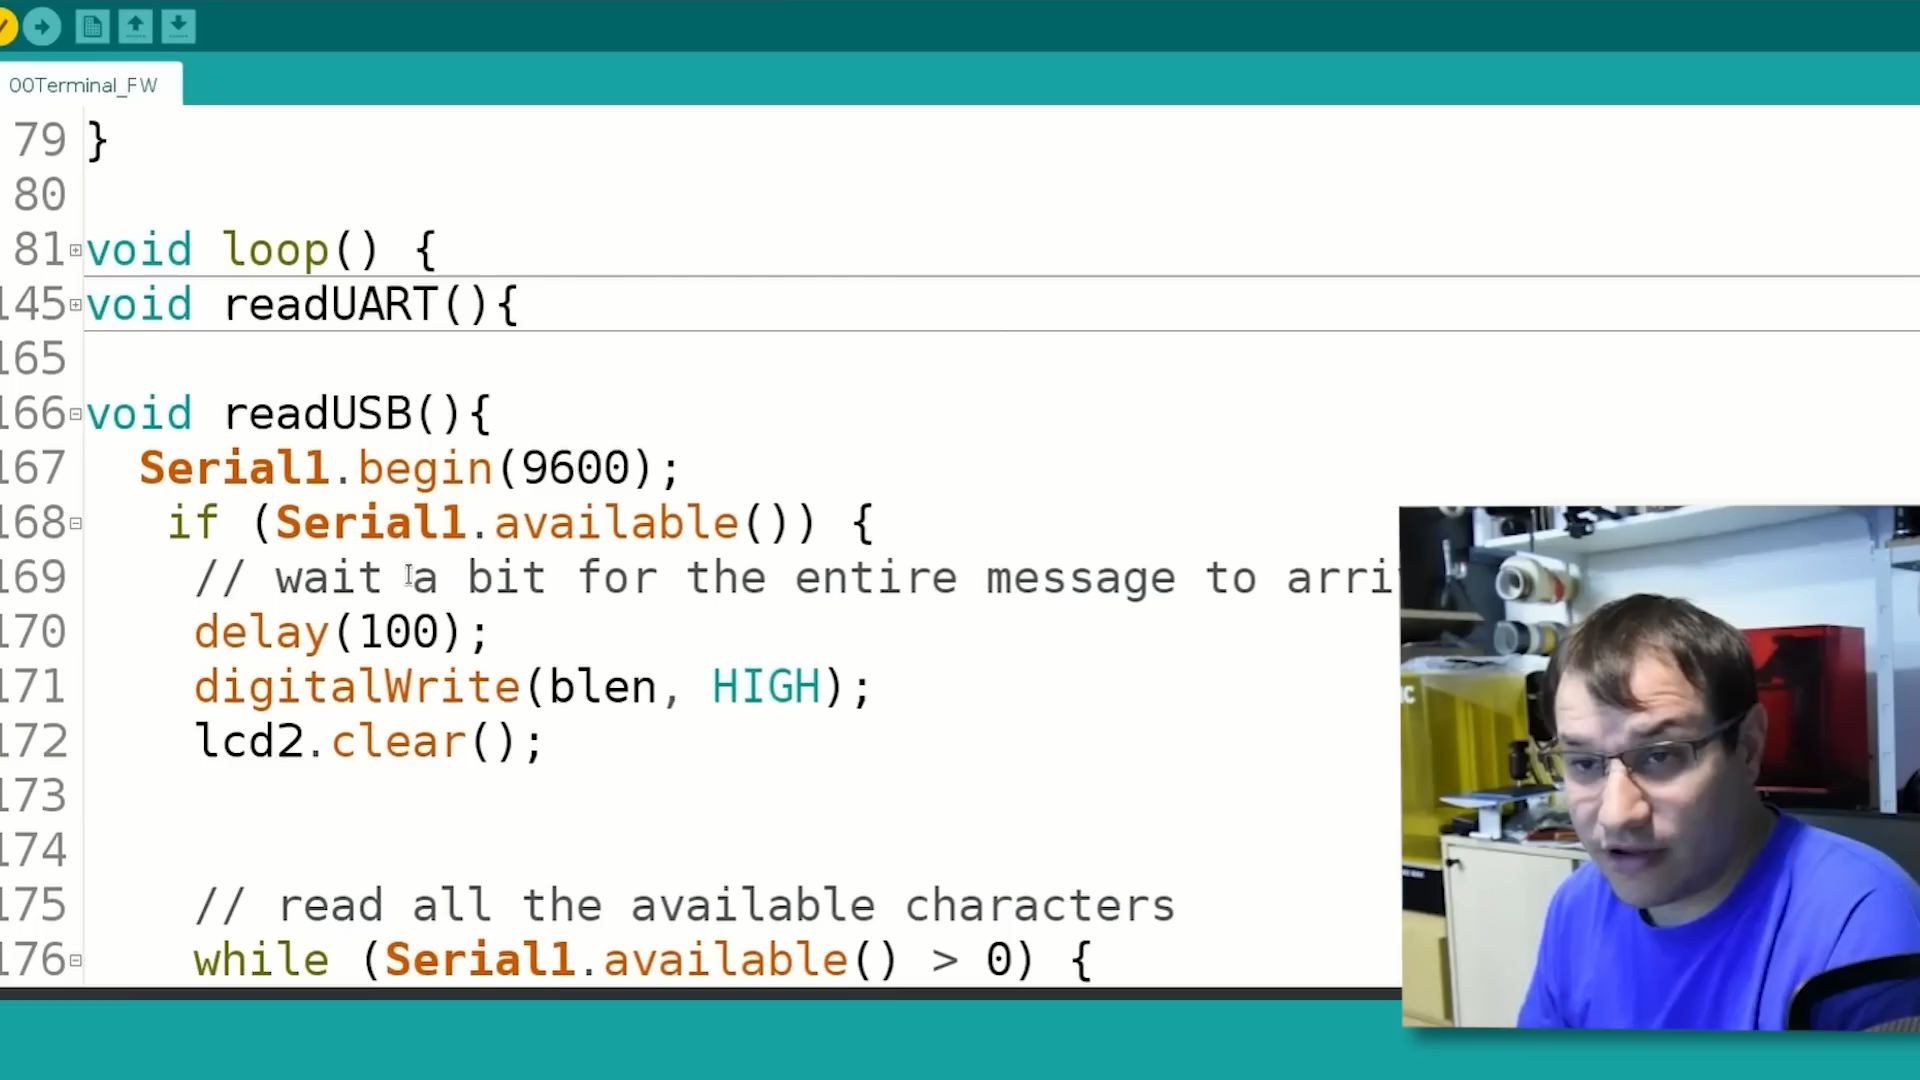 00Terminal_FW
79 }
80
81 void loop() {
145 void readUART(){
165
166 void readUSB(){
167 Serial1.begin(9600);
168 if (Serial1.available()) {
169 // wait a bit for the entire message to arri
170 delay(100);
171 digitalWrite(blen, HIGH);
172 lcd2.clear();
173
174
175 // read all the available characters
176 while (Serial1.available() > 0) {